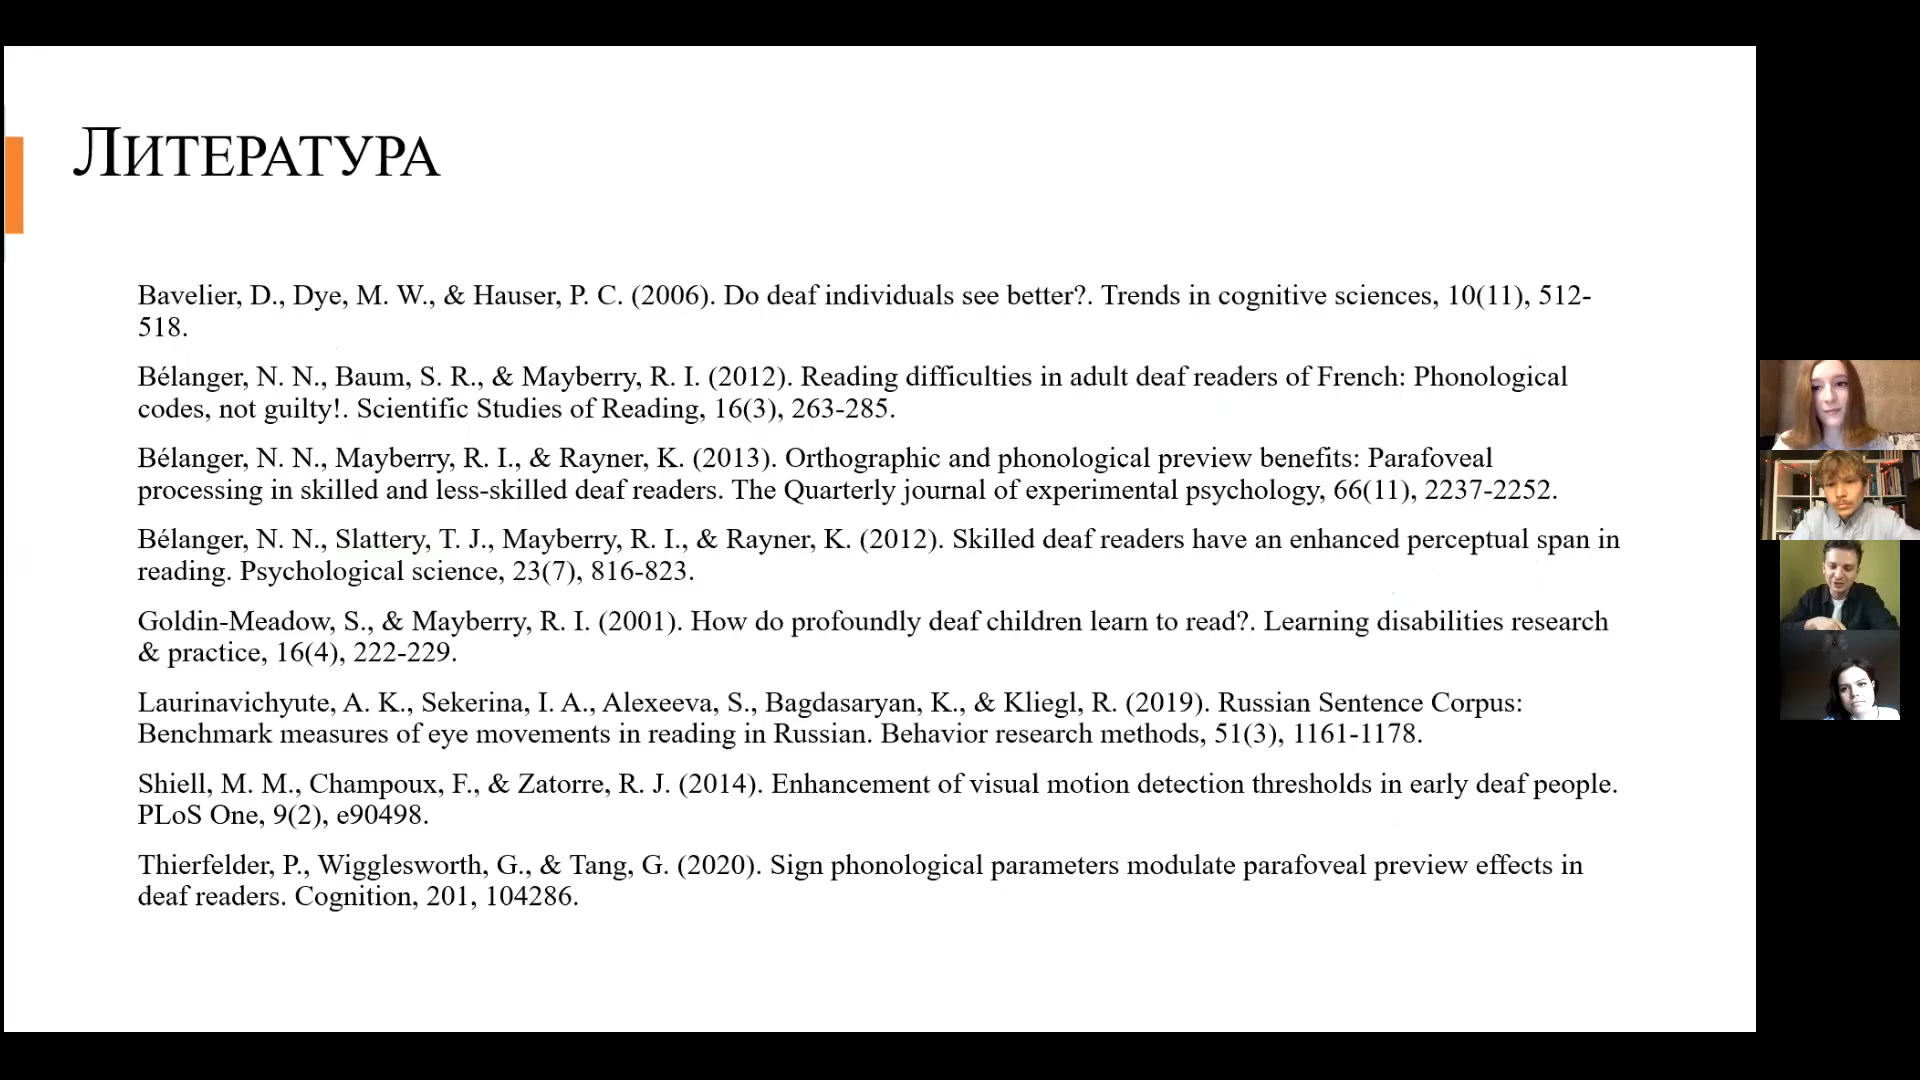 Литература
Bavelier, D., Dye, M. W., & Hauser, P. C. (2006). Do deaf individuals see better?. Trends in cognitive sciences, 10(11), 512-
518.
Bélanger, N. N., Baum, S. R., & Mayberry, R. I. (2012). Reading difficulties in adult deaf readers of French: Phonological
codes, not guilty!. Scientific Studies of Reading, 16(3), 263-285.
Bélanger, N. N., Mayberry, R. I., & Rayner, K. (2013). Orthographic and phonological preview benefits: Parafoveal
processing in skilled and less-skilled deaf readers. The Quarterly journal of experimental psychology, 66(11), 2237-2252.
Bélanger, N. N., Slattery, T. J., Mayberry, R. I., & Rayner, K. (2012). Skilled deaf readers have an enhanced perceptual span in
reading. Psychological science, 23(7), 816-823.
Goldin-Meadow, S., & Mayberry, R. I. (2001). How do profoundly deaf children learn to read?. Learning disabilities research
& practice, 16(4), 222-229.
Laurinavichyute, A. K., Sekerina, I. A., Alexeeva, S., Bagdasaryan, K., & Kliegl, R. (2019). Russian Sentence Corpus:
Benchmark measures of eye movements in reading in Russian. Behavior research methods, 51(3), 1161-1178.
Shiell, M. M., Champoux, F., & Zatorre, R. J. (2014). Enhancement of visual motion detection thresholds in early deaf people.
PLoS One, 9(2), e90498.
Thierfelder, P., Wigglesworth, G., & Tang, G. (2020). Sign phonological parameters modulate parafoveal preview effects in
deaf readers. Cognition, 201, 104286.